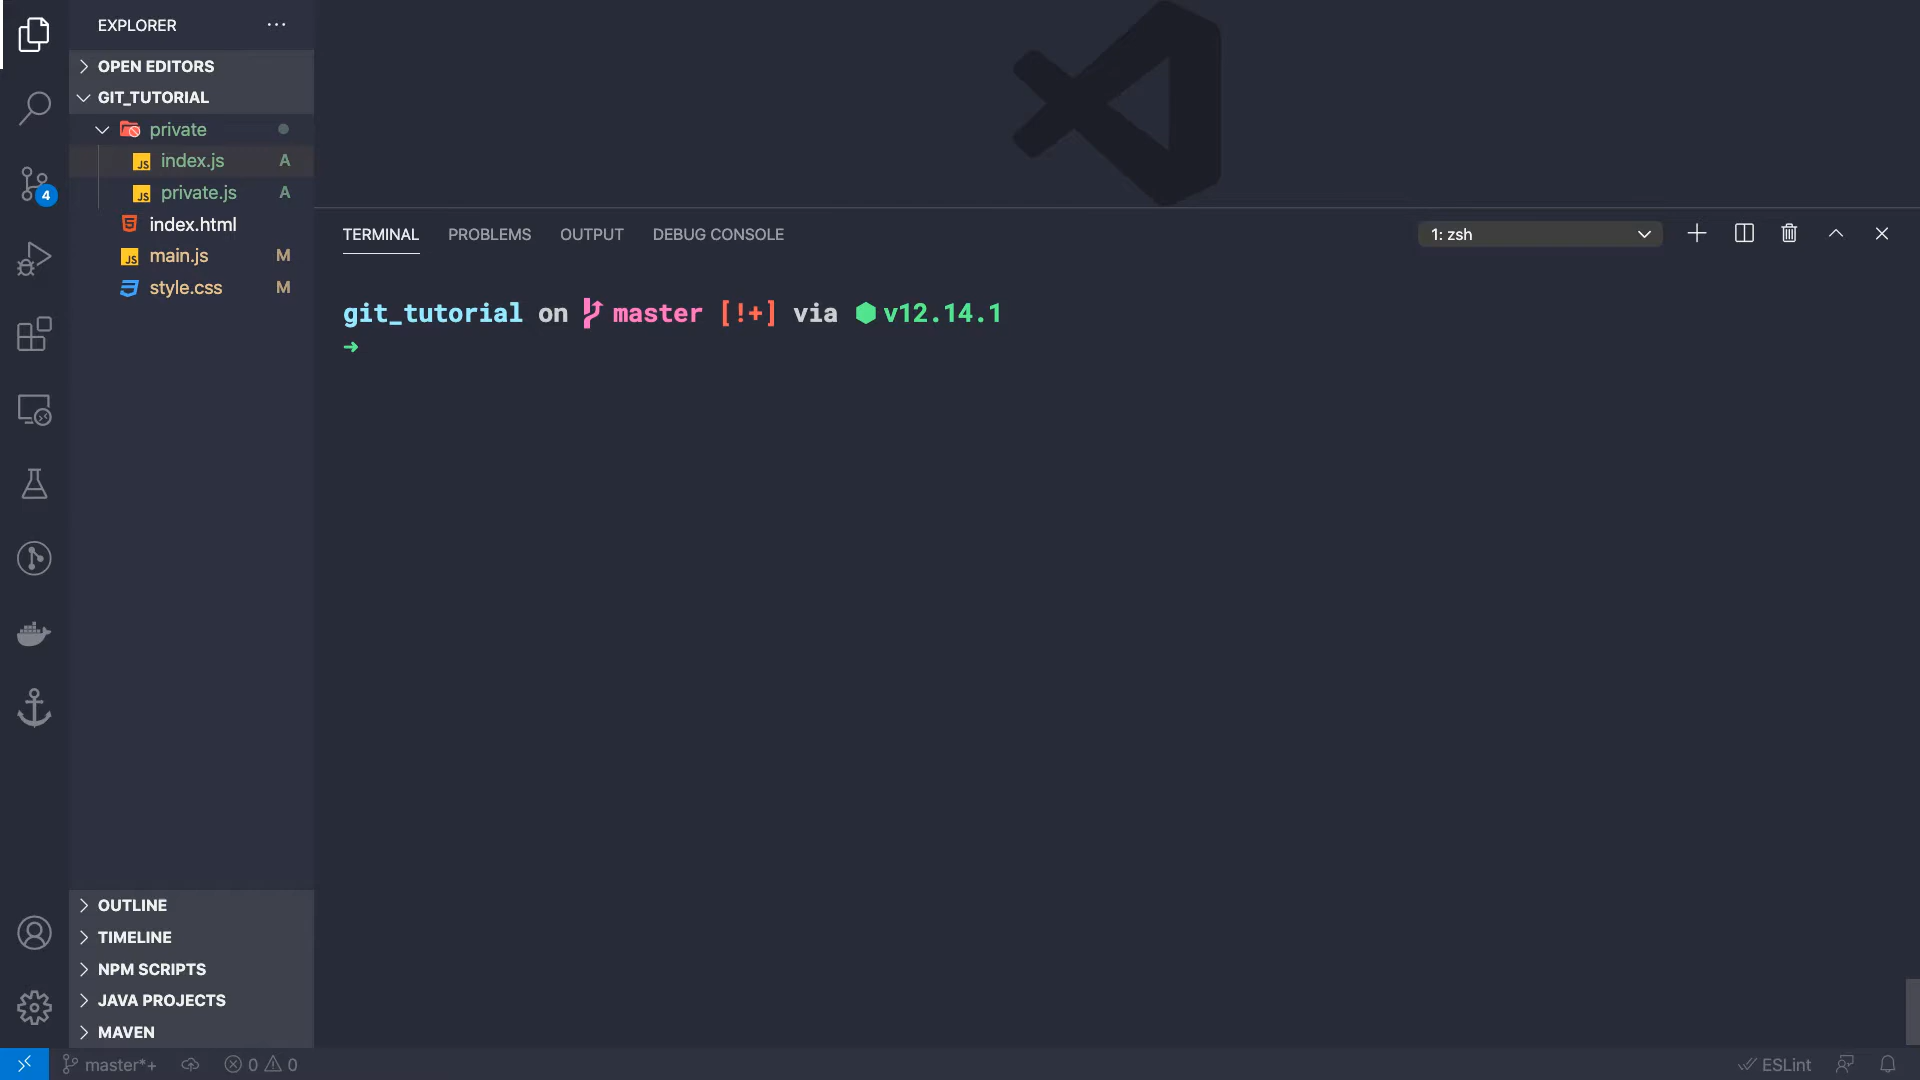 EXPLORER ···
OPEN EDITORS
GIT_TUTORIAL
private
index.js A
private.js A
index.html
main.js M
style.css M
4
TERMINAL PROBLEMS OUTPUT DEBUG CONSOLE
1: zsh
git_tutorial on master [!+] via v12.14.1
➜
OUTLINE
TIMELINE
NPM SCRIPTS
JAVA PROJECTS
MAVEN
master*+ 0 0 ESLint